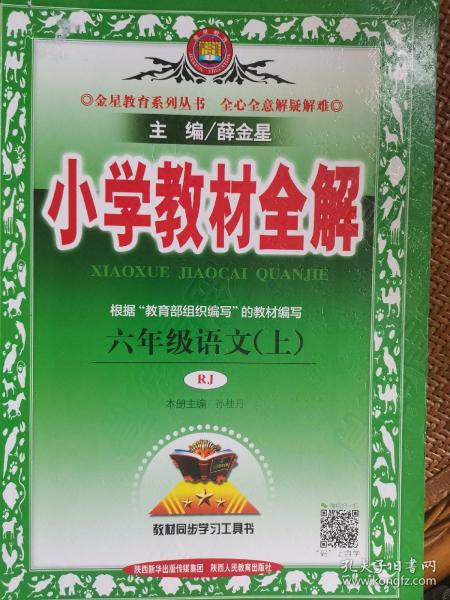 ◎金星教育系列丛书 全心全意解疑解难◎
主 编/薛金星
小学教材全解
XIAOXUE JIAOCAI QUANJIE
根据“教育部组织编写”的教材编写
六年级语文(上)
RJ
本册主编 孙桂丹
教材同步学习工具书
“码”上自学
陕西新华出版传媒集团 陕西人民教育出版社
孔夫子旧书网